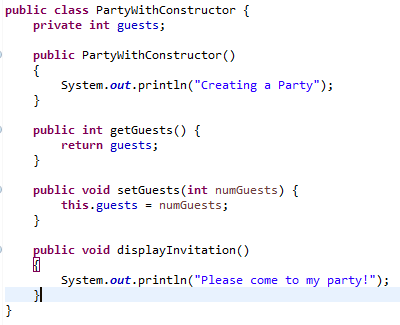 public class PartyWithConstructor {
    private int guests;

    public PartyWithConstructor()
    {
        System.out.println("Creating a Party");
    }

    public int getGuests() {
        return guests;
    }

    public void setGuests(int numGuests) {
        this.guests = numGuests;
    }

    public void displayInvitation()
    {
        System.out.println("Please come to my party!");
    }
}